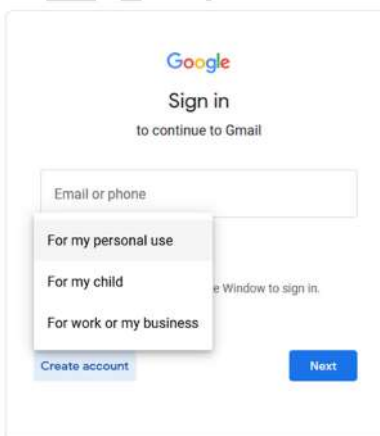 Google
Sign in
to continue to Gmail
Email or phone
For my personal use
For my child
e Window to sign in.
For work or my business
Create account
Next